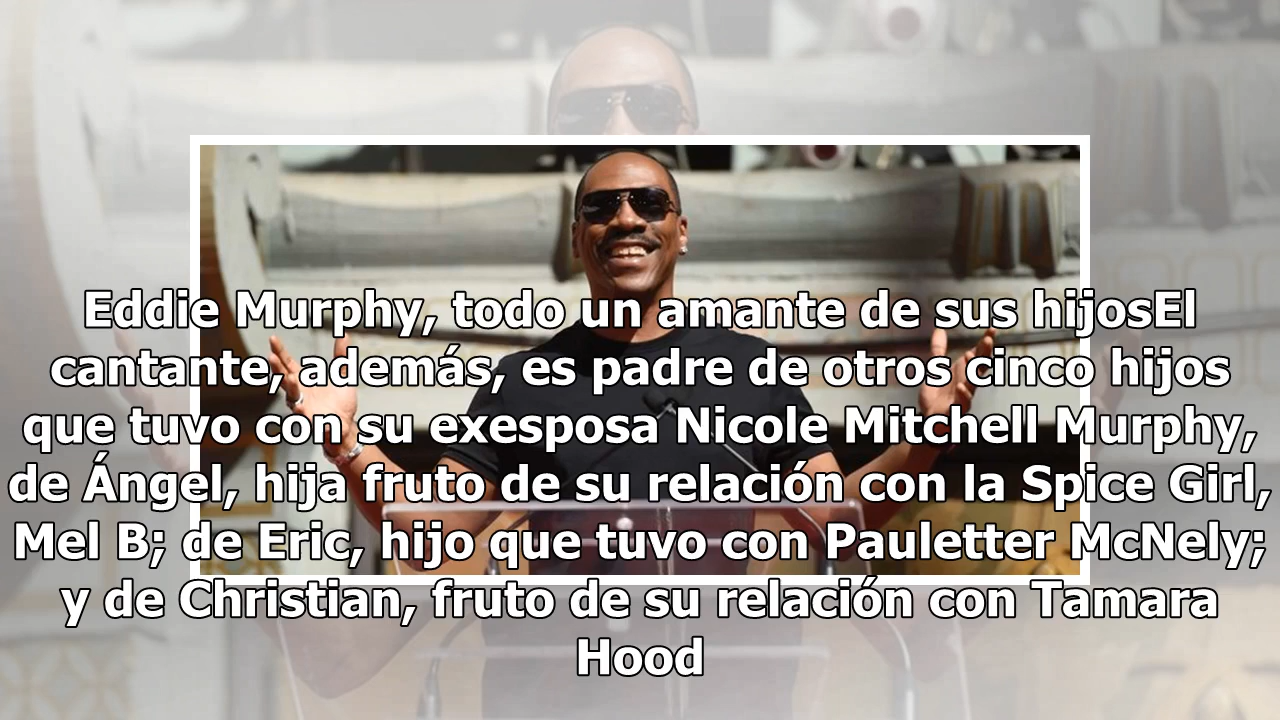 Eddie Murphy, todo un amante de sus hijosEl
cantante, además, es padre de otros cinco hijos
que tuvo con su exesposa Nicole Mitchell Murphy,
de Ángel, hija fruto de su relación con la Spice Girl,
Mel B; de Eric, hijo que tuvo con Pauletter McNely;
y de Christian, fruto de su relación con Tamara
Hood